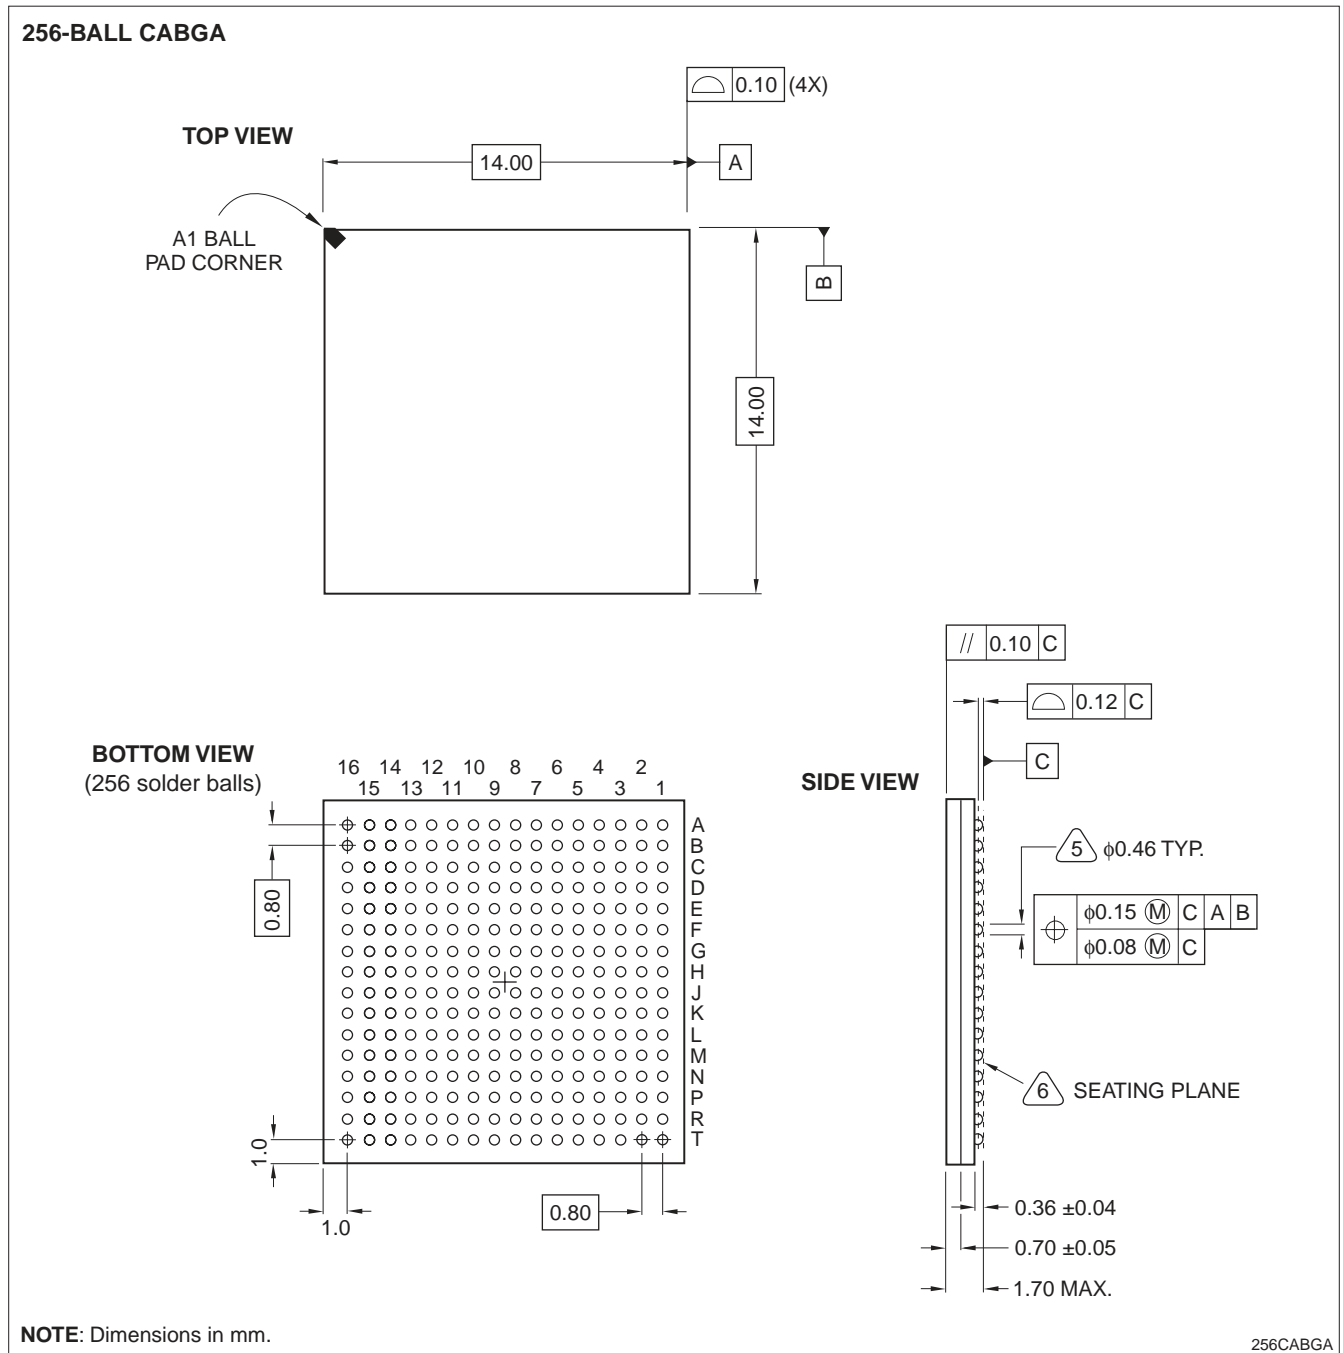 256-BALL CABGA
0.10 (4X)
TOP VIEW
14.00
A
A1 BALL
PAD CORNER
B
14.00
// 0.10 C
0.12 C
C
BOTTOM VIEW
(256 solder balls)
16 14 12 10 8 6 4 2
15 13 11 9 7 5 3 1
A
B
C
D
E
F
G
H
J
K
L
M
N
P
R
T
0.80
1.0
1.0
0.80
SIDE VIEW
5 ϕ0.46 TYP.
ϕ0.15 Ⓜ C A B
ϕ0.08 Ⓜ C
6 SEATING PLANE
0.36 ±0.04
0.70 ±0.05
1.70 MAX.
NOTE: Dimensions in mm.
256CABGA